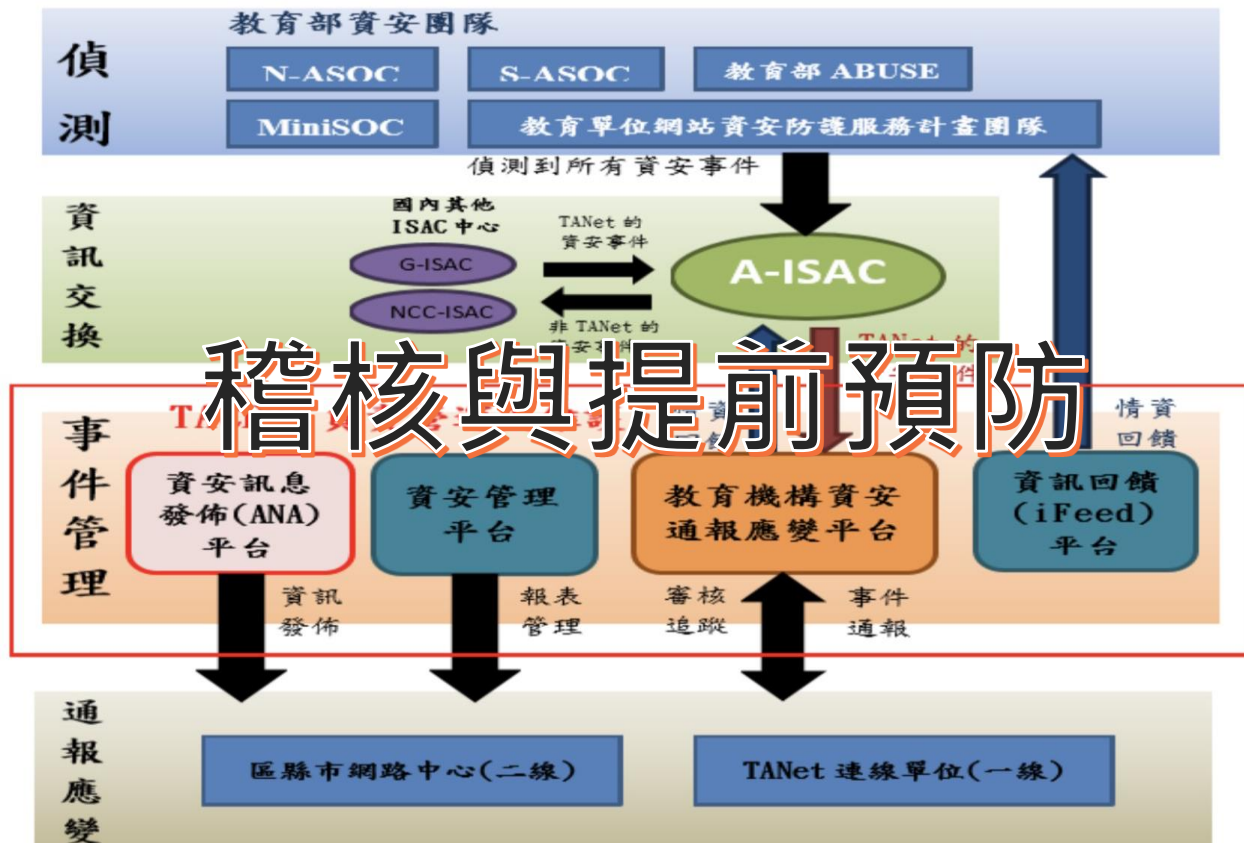 偵測
教育部資安團隊
N-ASOC
S-ASOC
教育部 ABUSE
MiniSOC
教育單位網站資安防護服務計畫團隊
偵測到所有資安事件
資訊交換
國內其他
ISAC中心
G-ISAC
NCC-ISAC
TANet 的
資安事件
非 TANet 的
A-ISAC
稽核與提前預防
事件管理
情資
回饋
資安訊息
發佈(ANA)
平台
資安管理
平台
教育機構資安
通報應變平台
資訊回饋
(iFeed)
平台
資訊
發佈
報表
管理
審核
追蹤
事件
通報
通報應變
區縣市網路中心(二線)
TANet 連線單位(一線)